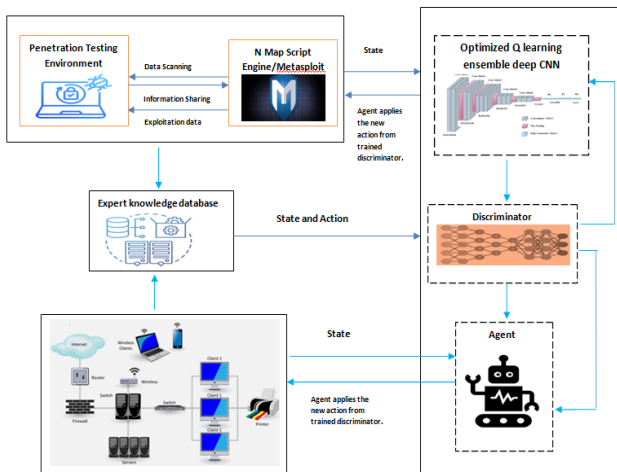 Penetration Testing
Environment
Data Scanning
Information Sharing
Exploitation data
N Map Script
Engine/Metasploit
State
Agent applies the
new action from
trained
discriminator.
Optimized Q learning
ensemble deep CNN
Expert knowledge database
State and Action
Discriminator
Internet
Wireless
Clients
Router
Switch
Wireless
Firewall
Switch
Servers
Client 1
Client 1
Client 1
Printer
State
Agent applies the
new action from
trained discriminator.
Agent